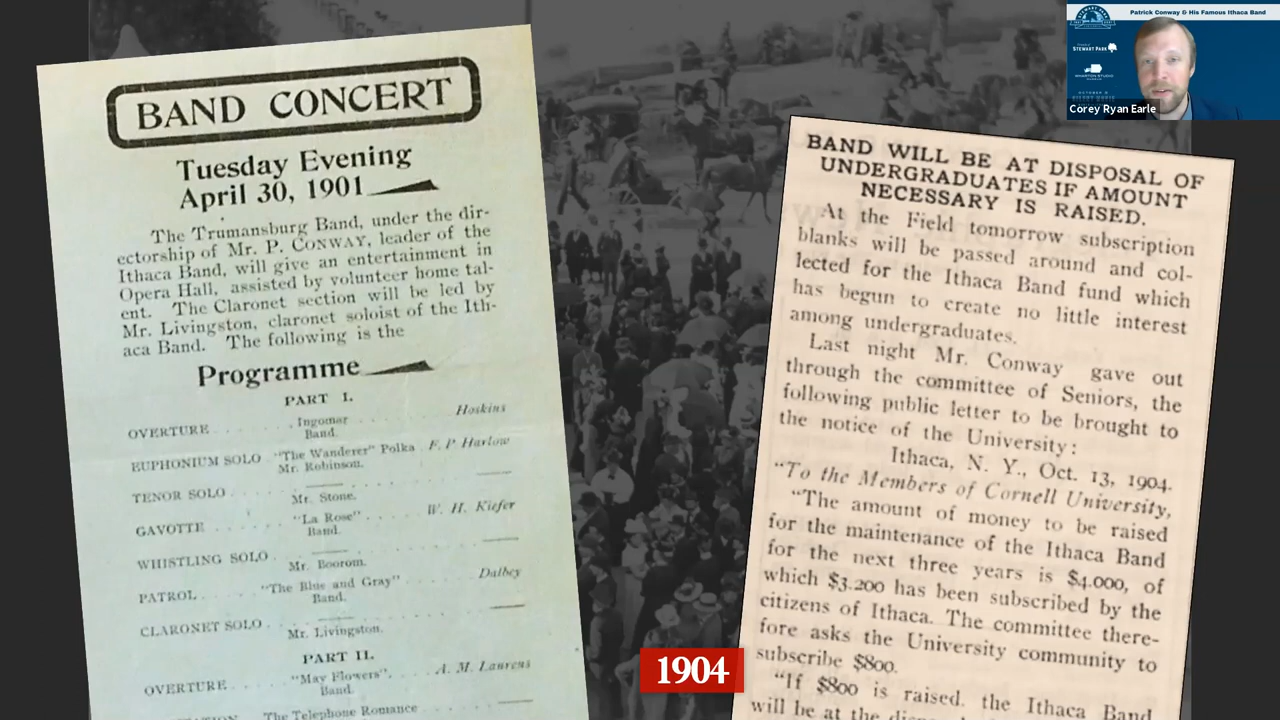 BAND CONCERT
Tuesday Evening
April 30, 1901
The Trumansburg Band, under the dir-
ectorship of Mr. P. CONWAY, leader of the
Ithaca Band, will give an entertainment in
Opera Hall, assisted by volunteer home tal-
ent. The Claronet section will be led by
Mr. Livingston, claronet soloist of the Ith-
aca Band. The following is the
Programme
PART I.
OVERTURE Ingomar Hoskins
Band.
EUPHONIUM SOLO "The Wanderer" Polka F. P. Harlow
Mr. Robinson.
TENOR SOLO
Mr. Stone.
GAVOTTE "La Rose" W. H. Kiefer
Band.
WHISTLING SOLO
Mr. Boorom.
PATROL "The Blue and Gray" Dalbey
Band.
CLARONET SOLO
Mr. Livingston.
PART II.
OVERTURE "May Flowers" A. M. Laurens
Band.
The Telephone Romance
BAND WILL BE AT DISPOSAL OF
UNDERGRADUATES IF AMOUNT
NECESSARY IS RAISED.
At the Field tomorrow subscription
blanks will be passed around and col-
lected for the Ithaca Band fund which
has begun to create no little interest
among undergraduates.
Last night Mr. Conway gave out
through the committee of Seniors, the
following public letter to be brought to
the notice of the University:
Ithaca, N. Y., Oct. 13, 1904.
"To the Members of Cornell University,
"The amount of money to be raised
for the maintenance of the Ithaca Band
for the next three years is $4.000, of
which $3.200 has been subscribed by the
citizens of Ithaca. The committee there-
fore asks the University community to
subscribe $800.
"If $800 is raised, the Ithaca Band
will be at the
1904
Patrick Conway & His Famous Ithaca Band
STEWART PARK
WHARTON STUDIO
MUSEUM
Corey Ryan Earle